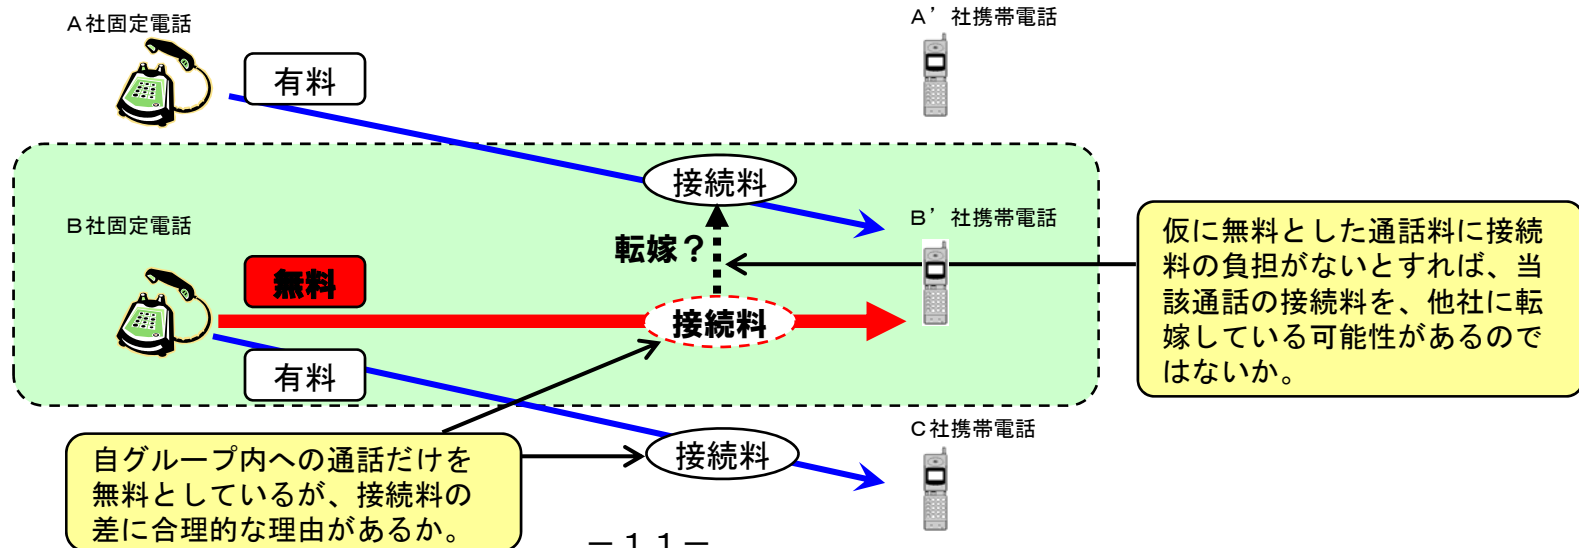 A社固定電話
A’社携帯電話
有料
接続料
B社固定電話
B’社携帯電話
転嫁？
無料
接続料
仮に無料とした通話料に接続
料の負担がないとすれば、当
該通話の接続料を、他社に転
嫁している可能性があるので
はないか。
有料
C社携帯電話
接続料
自グループ内への通話だけを
無料としているが、接続料の
差に合理的な理由があるか。
－１１－